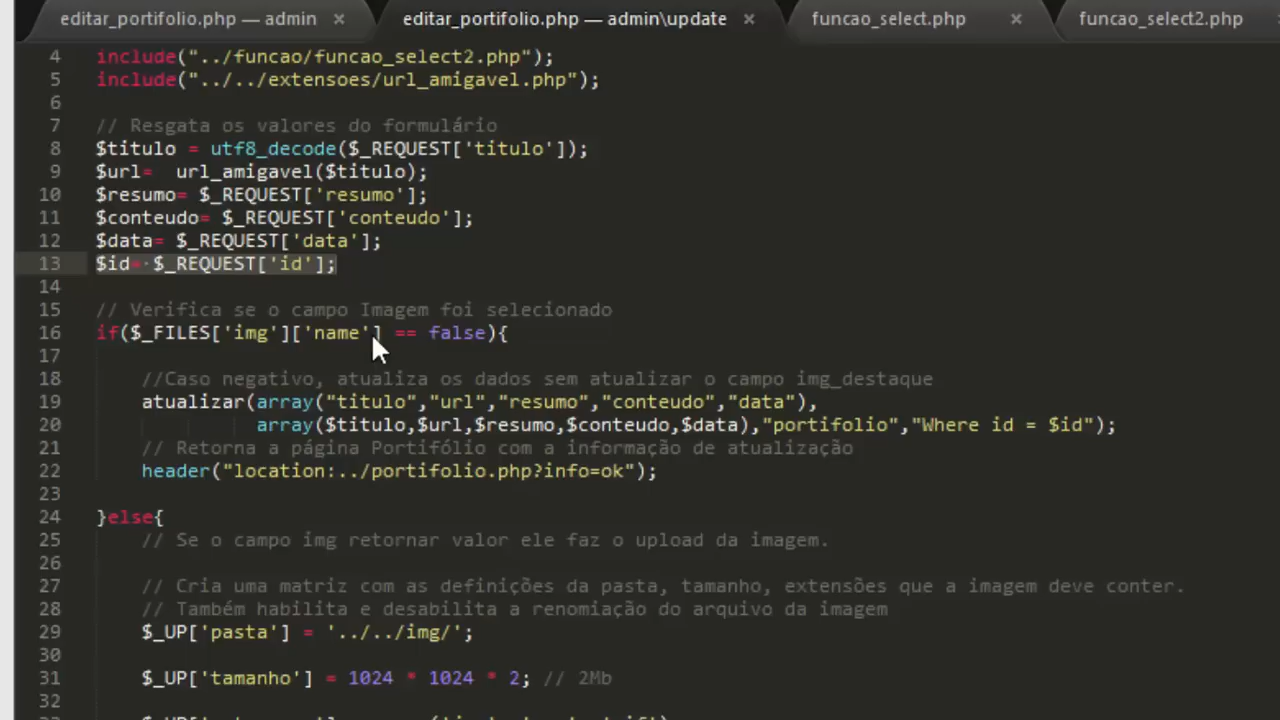 editar_portifolio.php — admin × editar_portifolio.php — admin\update × funcao_select.php × funcao_select2.php
4 include("../funcao/funcao_select2.php");
5 include("../../extensoes/url_amigavel.php");
6
7 // Resgata os valores do formulário
8 $titulo = utf8_decode($_REQUEST['titulo']);
9 $url=  url_amigavel($titulo);
10 $resumo= $_REQUEST['resumo'];
11 $conteudo= $_REQUEST['conteudo'];
12 $data= $_REQUEST['data'];
13 $id= $_REQUEST['id'];
14
15 // Verifica se o campo Imagem foi selecionado
16 if($_FILES['img']['name'] == false){
17
18 //Caso negativo, atualiza os dados sem atualizar o campo img_destaque
19 atualizar(array("titulo","url","resumo","conteudo","data"),
20 array($titulo,$url,$resumo,$conteudo,$data),"portifolio","Where id = $id");
21 // Retorna a página Portifólio com a informação de atualização
22 header("location:../portifolio.php?info=ok");
23
24 }else{
25 // Se o campo img retornar valor ele faz o upload da imagem.
26
27 // Cria uma matriz com as definições da pasta, tamanho, extensões que a imagem deve conter.
28 // Também habilita e desabilita a renomiação do arquivo da imagem
29 $_UP['pasta'] = '../../img/';
30
31 $_UP['tamanho'] = 1024 * 1024 * 2; // 2Mb
32